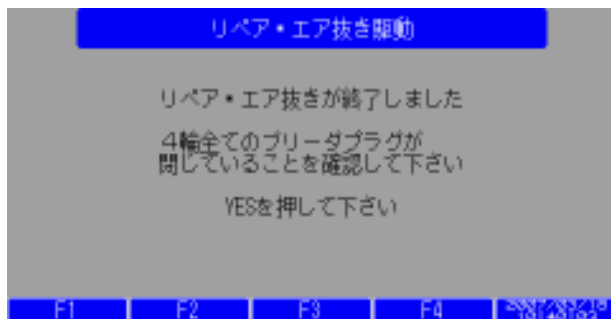 リペア・エア抜き駆動
リペア・エア抜きが終了しました
4輪全てのブリーダプラグが
閉していることを確認して下さい
YESを押して下さい
F1
F2
F3
F4